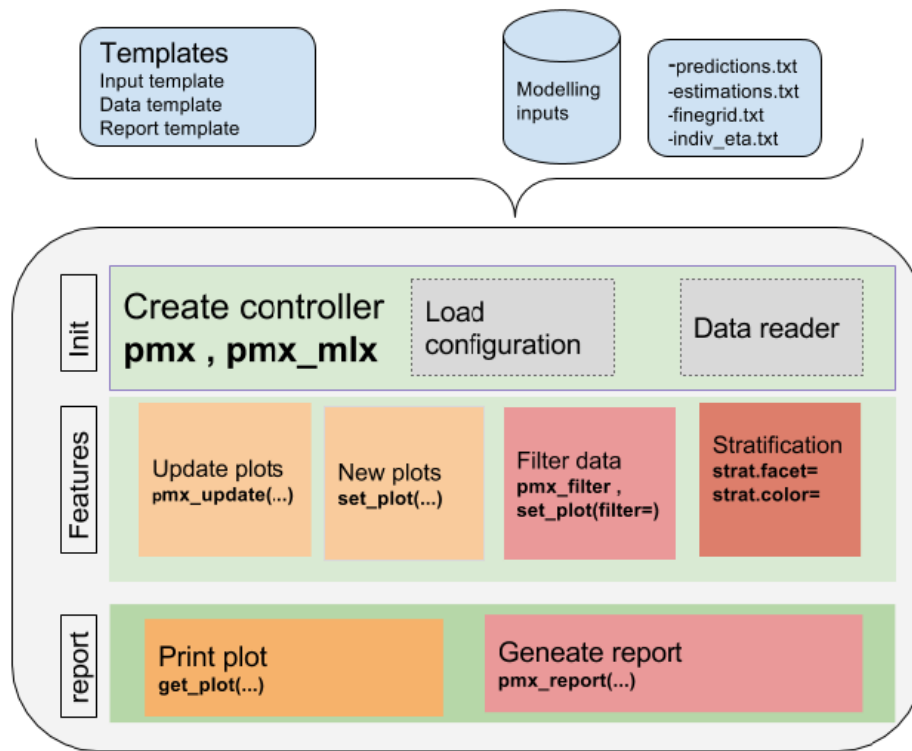 Templates
Input template
Data template
Report template
Modelling
inputs
-predictions.txt
-estimations.txt
-finegrid.txt
-indiv_eta.txt
Init
Create controller
pmx , pmx_mlx
Load
configuration
Data reader
Features
Update plots
pmx_update(...)
New plots
set_plot(...)
Filter data
pmx_filter ,
set_plot(filter=)
Stratification
strat.facet=
strat.color=
report
Print plot
get_plot(...)
Geneate report
pmx_report(...)